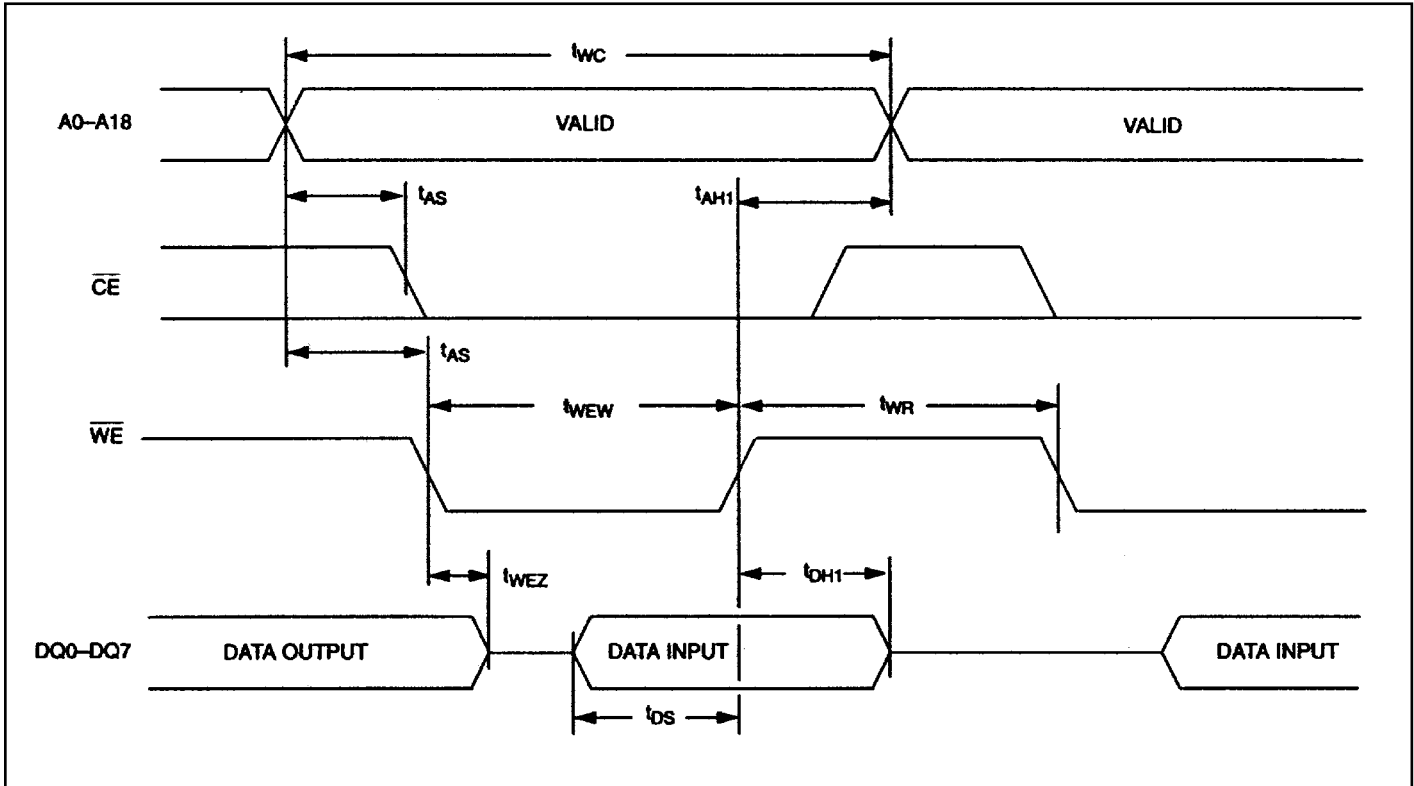 tWC
A0–A18 VALID VALID
tAS tAH1
CE
tAS
tWEW tWR
WE
tWEZ tDH1
DQ0–DQ7 DATA OUTPUT DATA INPUT DATA INPUT
tDS